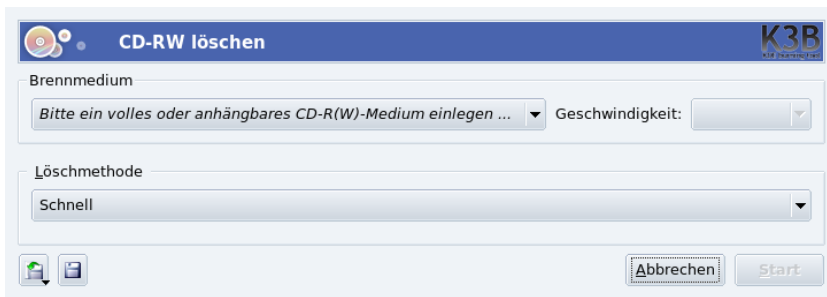 CD-RW löschen
K3B
Brennmedium
Bitte ein volles oder anhängbares CD-R(W)-Medium einlegen ... Geschwindigkeit:
Löschmethode
Schnell
Abbrechen Start